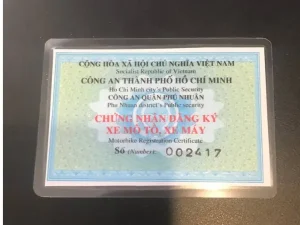 CỘNG HÒA XÃ HỘI CHỦ NGHĨA VIỆT NAM
Socialist Republic of Vietnam
CÔNG AN THÀNH PHỐ HỒ CHÍ MINH
Ho Chi Minh city's Public Security
CÔNG AN QUẬN PHÚ NHUẬN
Phu Nhuan district's Public security
CHỨNG NHẬN ĐĂNG KÝ
XE MÔ TÔ, XE MÁY
Motorbike Registration Certificate
Số (Number): 002417